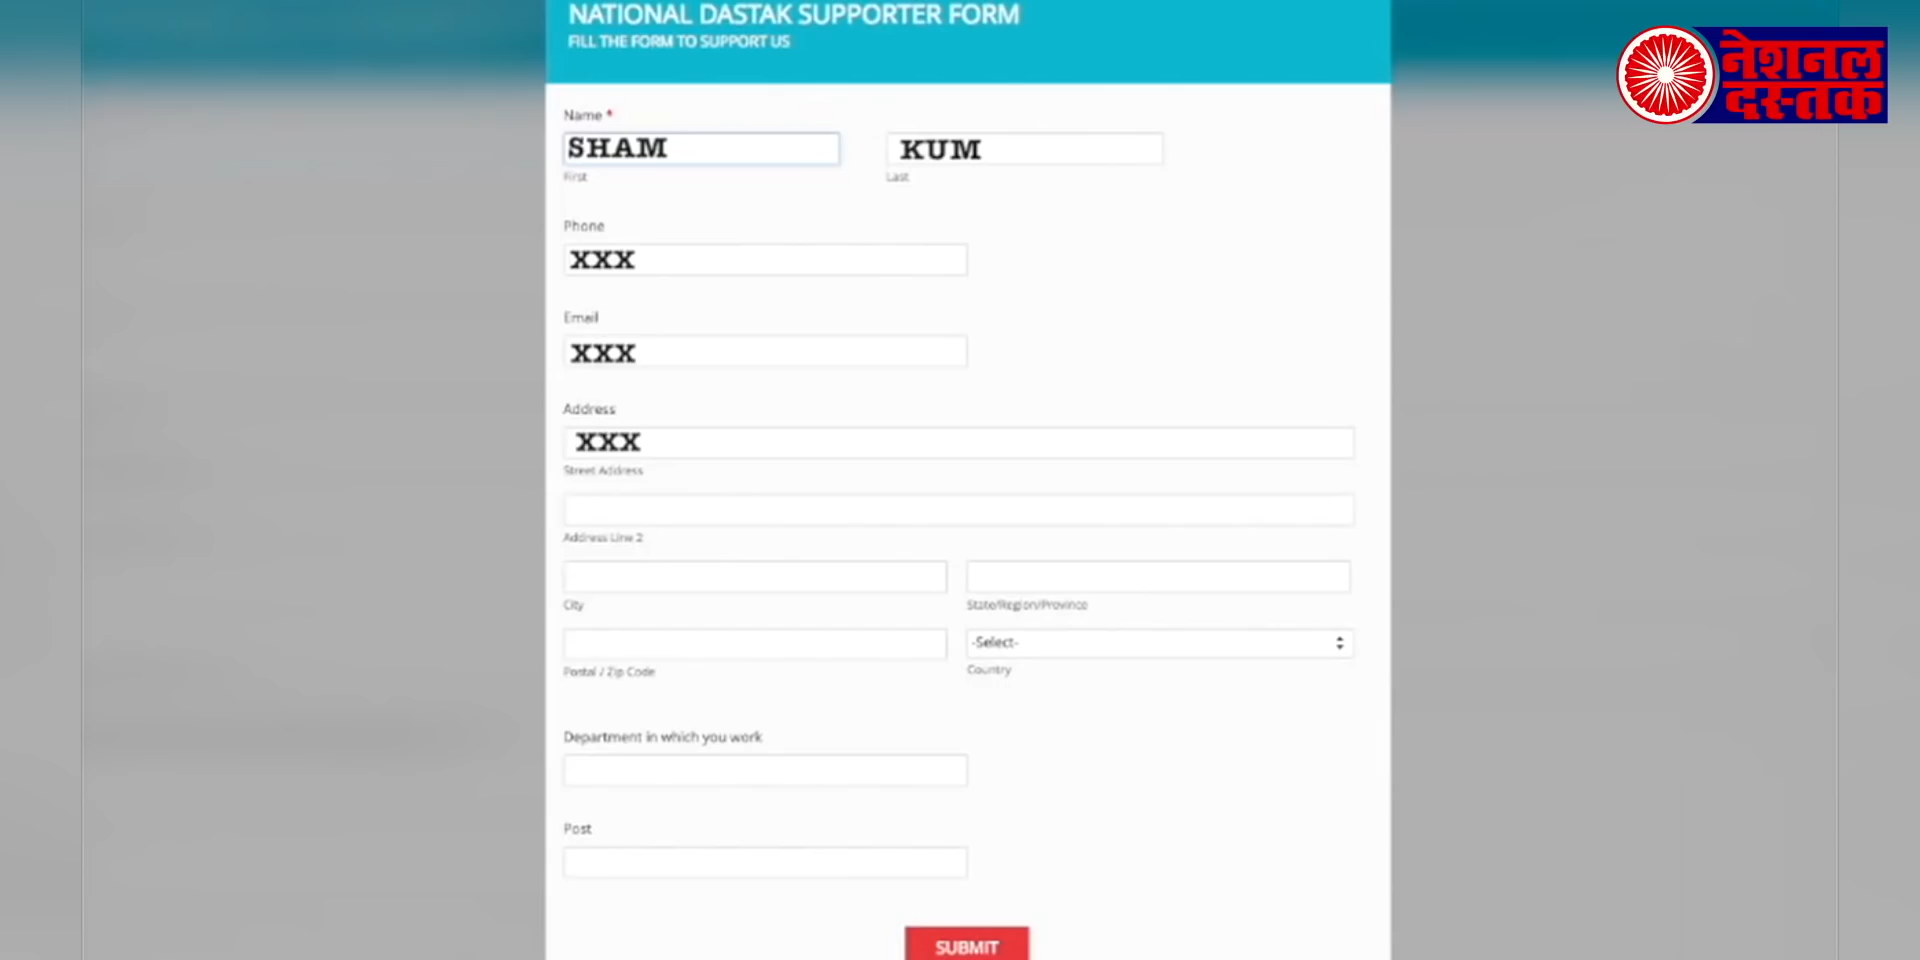 NATIONAL DASTAK SUPPORTER FORM
FILL THE FORM TO SUPPORT US
नेशनल
दस्तक
Name *
SHAM KUM
First Last
Phone
XXX
Email
XXX
Address
XXX
Street Address
Address Line 2
City State/Region/Province
-Select-
Postal / Zip Code Country
Department in which you work
Post
SUBMIT